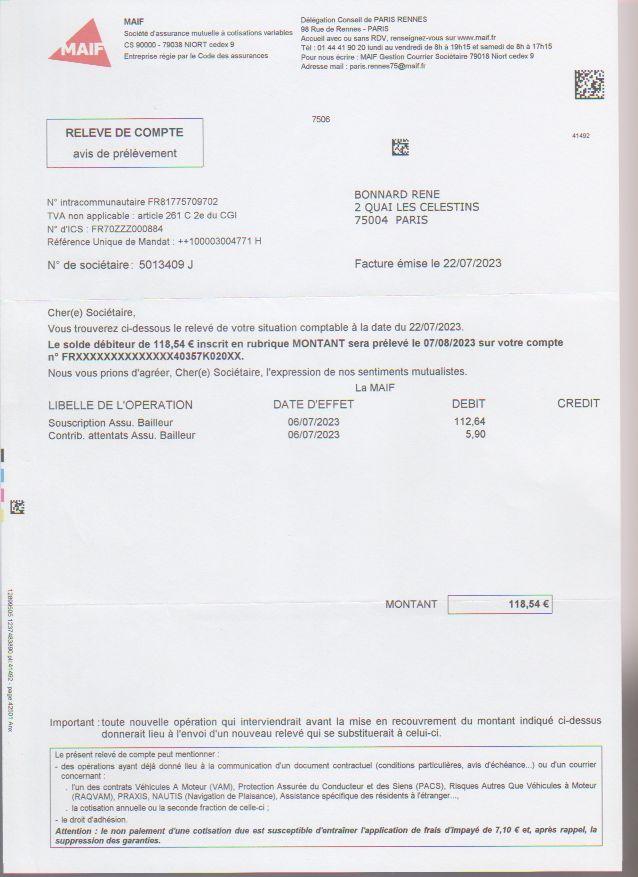 MAIF
MAIF
Société d'assurance mutuelle à cotisations variables
CS 90000 - 79038 NIORT cedex 9
Entreprise régie par le Code des assurances
Délégation Conseil de PARIS RENNES
98 Rue de Rennes - PARIS
Accueil avec ou sans RDV, renseignez-vous sur www.maif.fr
Tél : 01 44 41 90 20 lundi au vendredi de 8h à 19h15 et samedi de 8h à 17h15
Pour nous écrire : MAIF Gestion Courrier Sociétaire 79018 Niort cedex 9
Adresse mail : paris.rennes75@maif.fr
7506
41492
RELEVE DE COMPTE
avis de prélèvement
N° intracommunautaire FR81775709702
TVA non applicable : article 261 C 2e du CGI
N° d'ICS : FR70ZZZ000884
Référence Unique de Mandat : ++100003004771 H
N° de sociétaire : 5013409 J
BONNARD RENE
2 QUAI LES CELESTINS
75004 PARIS
Facture émise le 22/07/2023
Cher(e) Sociétaire,
Vous trouverez ci-dessous le relevé de votre situation comptable à la date du 22/07/2023.
Le solde débiteur de 118,54 € inscrit en rubrique MONTANT sera prélevé le 07/08/2023 sur votre compte
n° FRXXXXXXXXXXXXXX40357K020XX.
Nous vous prions d'agréer, Cher(e) Sociétaire, l'expression de nos sentiments mutualistes.
La MAIF
LIBELLE DE L'OPERATION DATE D'EFFET DEBIT CREDIT
Souscription Assu. Bailleur 06/07/2023 112,64
Contrib. attentats Assu. Bailleur 06/07/2023 5,90
MONTANT 118,54 €
Important : toute nouvelle opération qui interviendrait avant la mise en recouvrement du montant indiqué ci-dessus
donnerait lieu à l'envoi d'un nouveau relevé qui se substituerait à celui-ci.
Le présent relevé de compte peut mentionner :
- des opérations ayant déjà donné lieu à la communication d'un document contractuel (conditions particulières, avis d'échéance...) ou d'un courrier
concernant :
. l'un des contrats Véhicules A Moteur (VAM), Protection Assurée du Conducteur et des Siens (PACS), Risques Autres Que Véhicules à Moteur
(RAQVAM), PRAXIS, NAUTIS (Navigation de Plaisance), Assistance spécifique des résidents à l'étranger...,
. la cotisation annuelle ou la seconde fraction de celle-ci ;
- le droit d'adhésion.
Attention : le non paiement d'une cotisation due est susceptible d'entraîner l'application de frais d'impayé de 7,10 € et, après rappel, la
suppression des garanties.